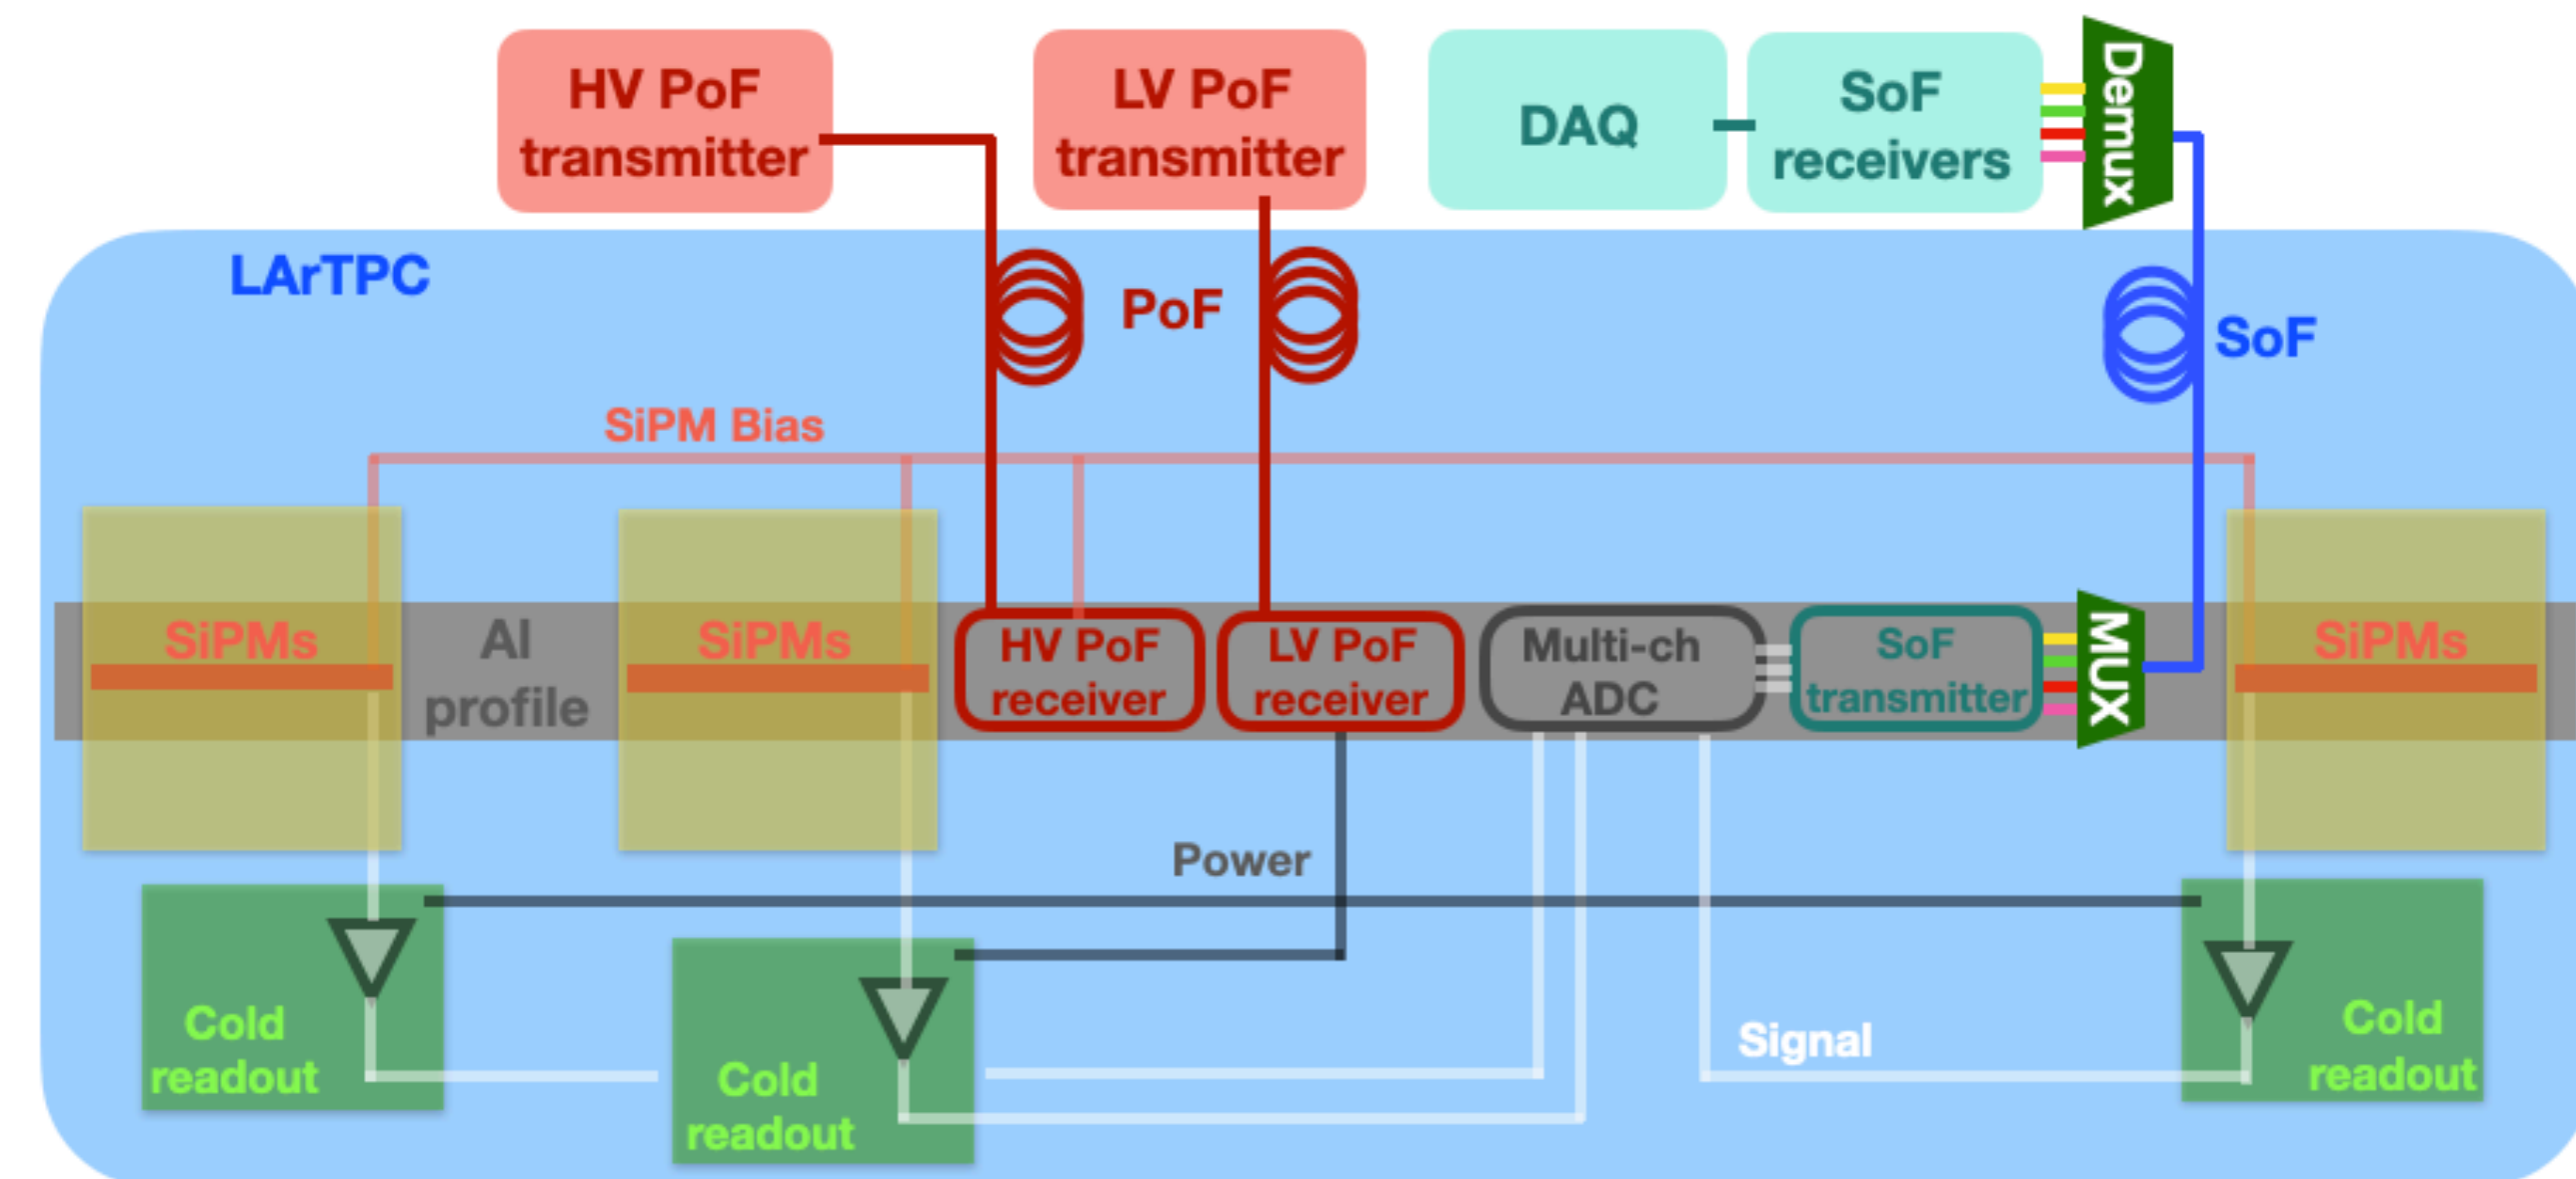 HV PoF
transmitter
LV PoF
transmitter
DAQ
SoF
receivers
Demux
LArTPC
PoF
SoF
SiPM Bias
SiPMs
Al
profile
SiPMs
HV PoF
receiver
LV PoF
receiver
Multi-ch
ADC
SoF
transmitter
MUX
SiPMs
Power
Cold
readout
Cold
readout
Signal
Cold
readout